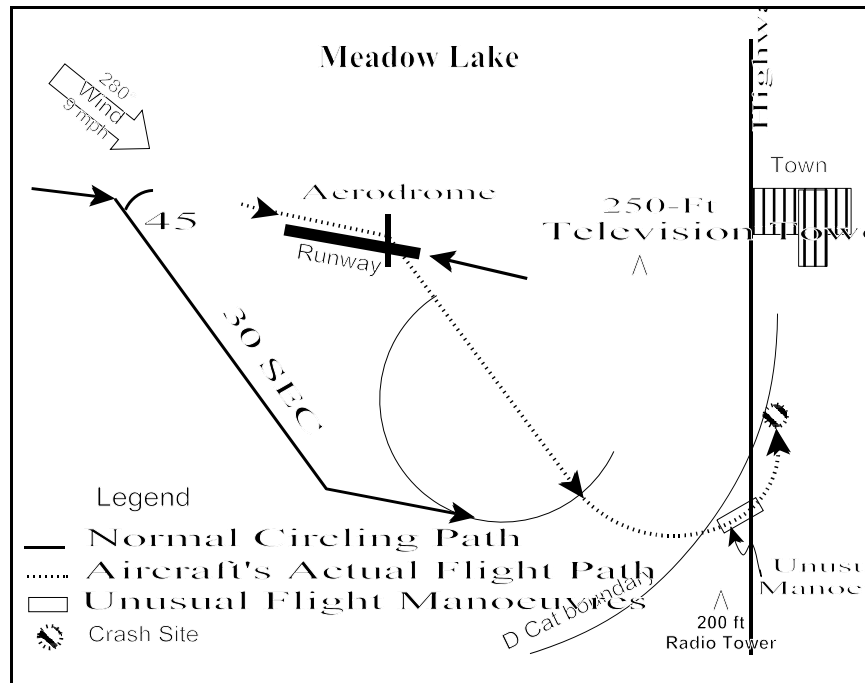 Meadow Lake
280
Wind
9 mph
Town
Aerodrome
45
250-Ft
Television
Runway
30 SEC
Legend
Normal Circling Path
Aircraft's Actual Flight Path
Unusual Flight Manoeuvres
Crash Site
D Cat boundary
200 ft
Radio Tower